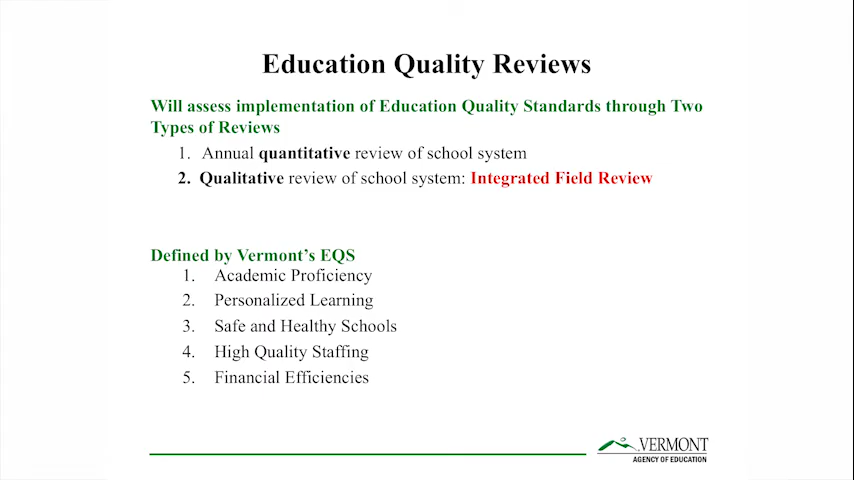 Education Quality Reviews
Will assess implementation of Education Quality Standards through Two
Types of Reviews
1. Annual quantitative review of school system
2. Qualitative review of school system: Integrated Field Review
Defined by Vermont’s EQS
1. Academic Proficiency
2. Personalized Learning
3. Safe and Healthy Schools
4. High Quality Staffing
5. Financial Efficiencies
VERMONT
AGENCY OF EDUCATION